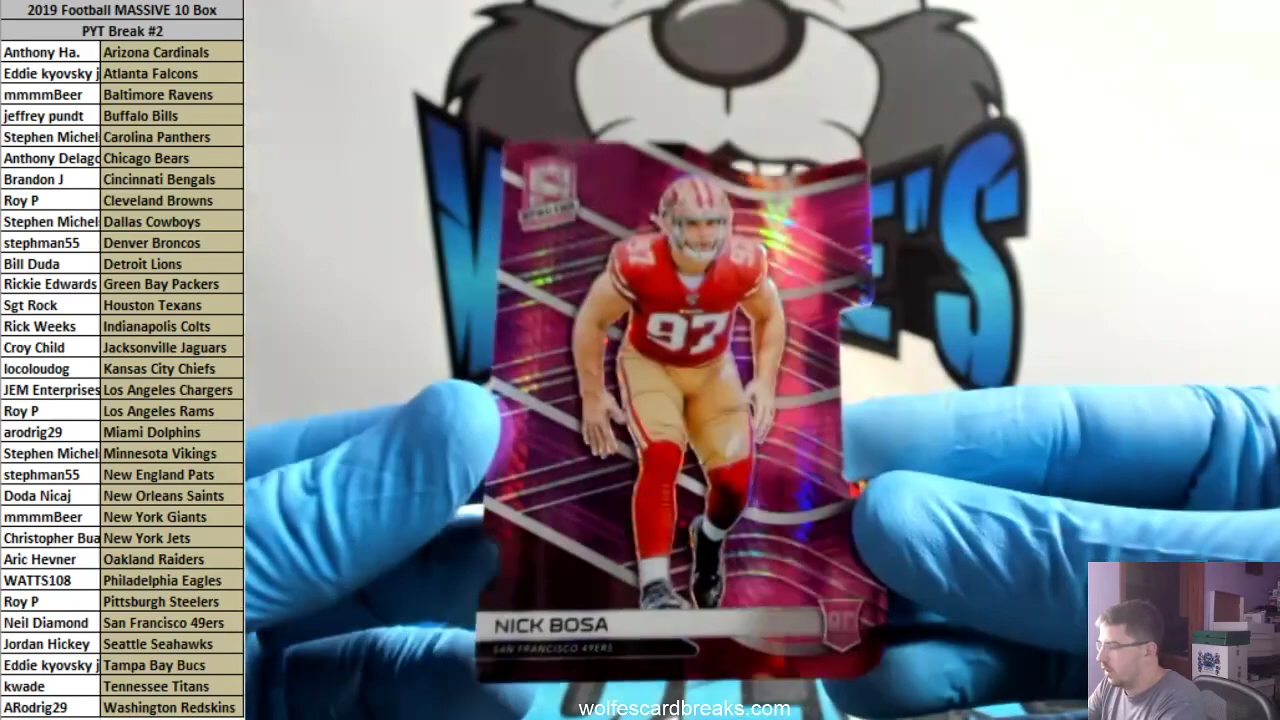 2019 Football MASSIVE 10 Box
PYT Break #2
Anthony Ha. Arizona Cardinals
Eddie kyovsky j Atlanta Falcons
mmmmBeer Baltimore Ravens
jeffrey pundt Buffalo Bills
Stephen Michel Carolina Panthers
Anthony Delago Chicago Bears
Brandon J Cincinnati Bengals
Roy P Cleveland Browns
Stephen Michel Dallas Cowboys
stephman55 Denver Broncos
Bill Duda Detroit Lions
Rickie Edwards Green Bay Packers
Sgt Rock Houston Texans
Rick Weeks Indianapolis Colts
Croy Child Jacksonville Jaguars
locoloudog Kansas City Chiefs
JEM Enterprises Los Angeles Chargers
Roy P Los Angeles Rams
arodrig29 Miami Dolphins
Stephen Michel Minnesota Vikings
stephman55 New England Pats
Doda Nicaj New Orleans Saints
mmmmBeer New York Giants
Christopher Bua New York Jets
Aric Hevner Oakland Raiders
WATTS108 Philadelphia Eagles
Roy P Pittsburgh Steelers
Neil Diamond San Francisco 49ers
Jordan Hickey Seattle Seahawks
Eddie kyovsky j Tampa Bay Bucs
kwade Tennessee Titans
ARodrig29 Washington Redskins
W E'S
SPECTRA
97
97
NICK BOSA
SAN FRANCISCO 49ERS
wolfescardbreaks.com